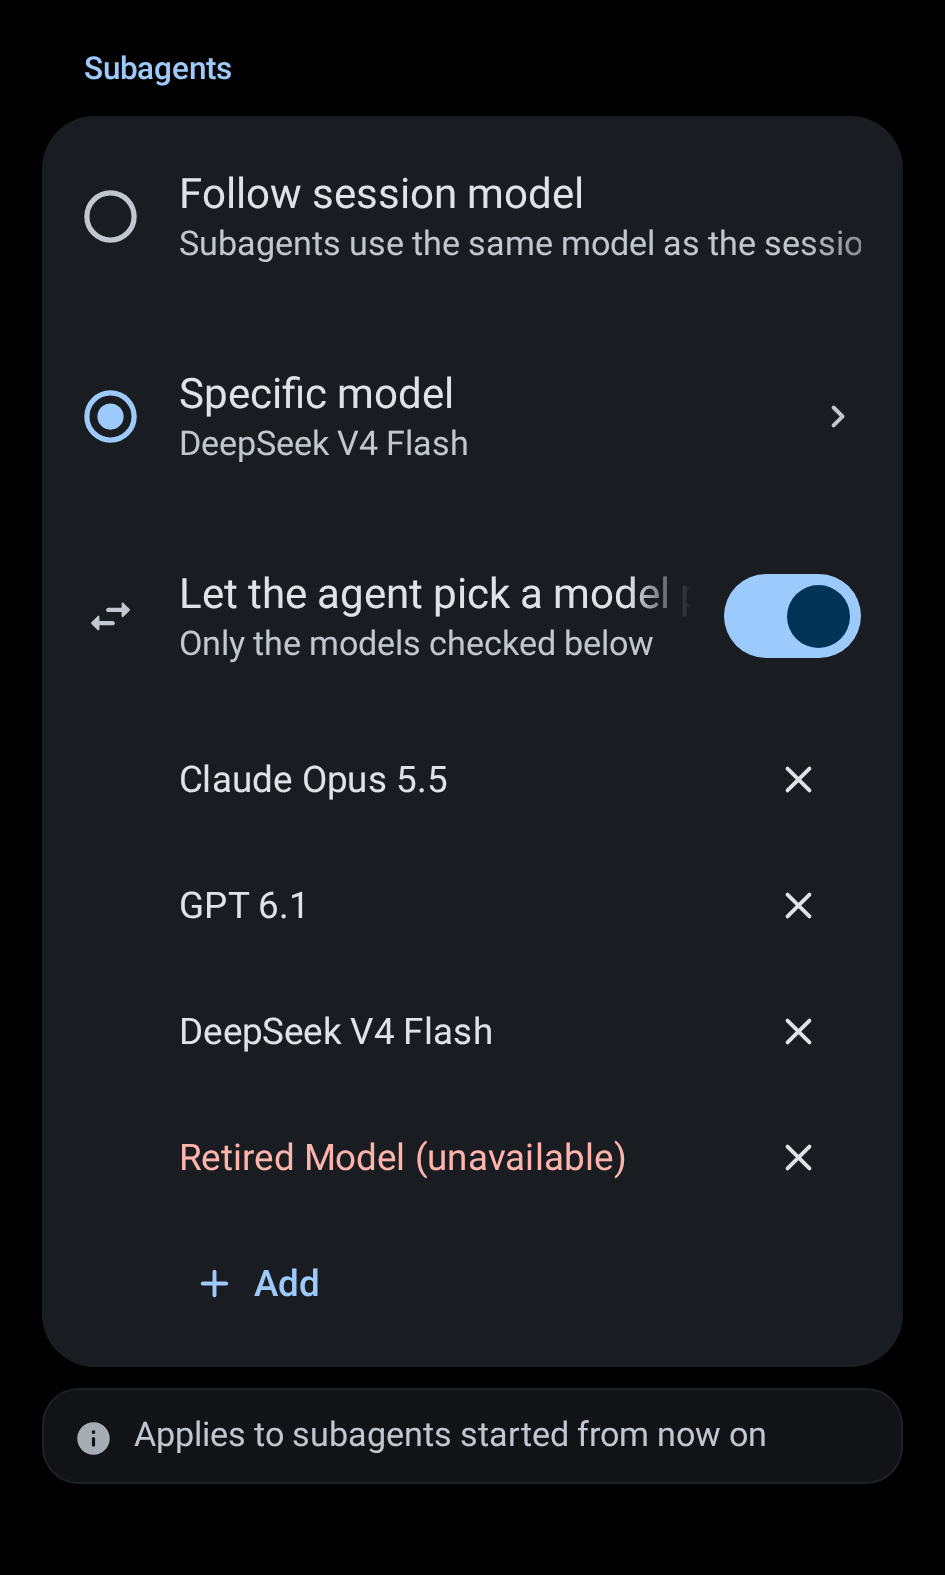 Subagents
Follow session model
Subagents use the same model as the sessio
Specific model
DeepSeek V4 Flash
Let the agent pick a model
Only the models checked below
Claude Opus 5.5
GPT 6.1
DeepSeek V4 Flash
Retired Model (unavailable)
Add
Applies to subagents started from now on